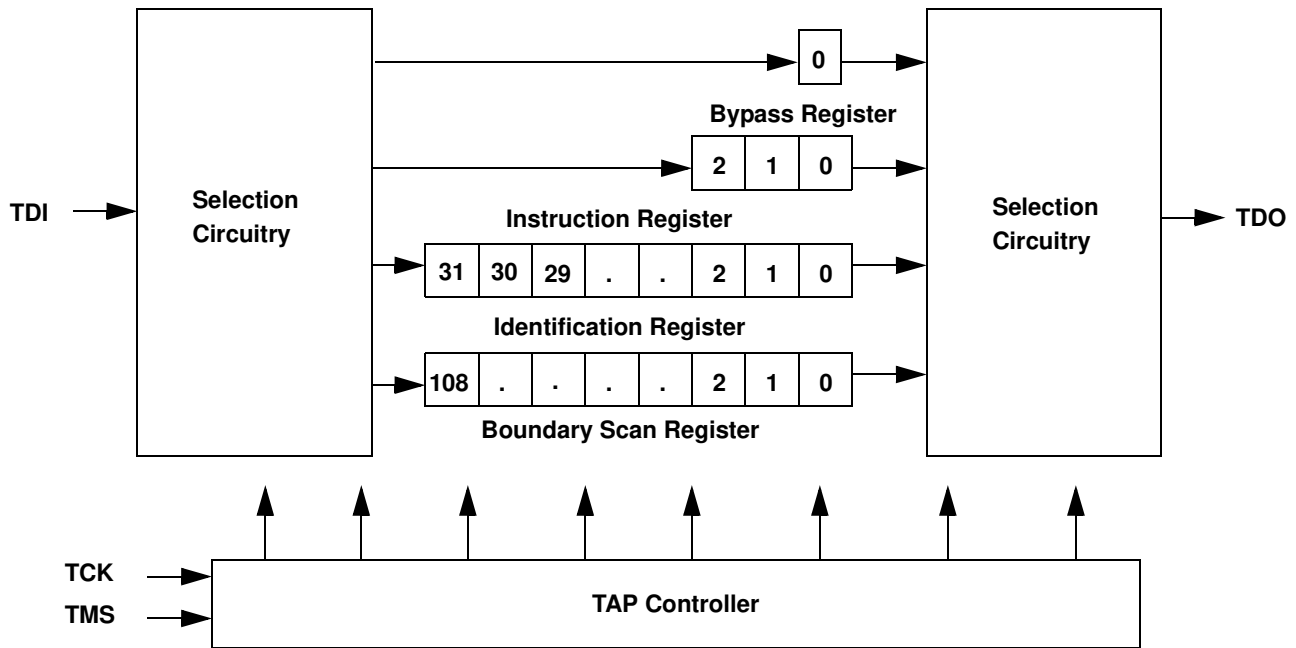 0
Bypass Register
2 1 0
Selection
Circuitry
TDI
Instruction Register
31 30 29 . . 2 1 0
Identification Register
108 . . . . 2 1 0
Boundary Scan Register
Selection
Circuitry
TDO
TCK
TMS
TAP Controller